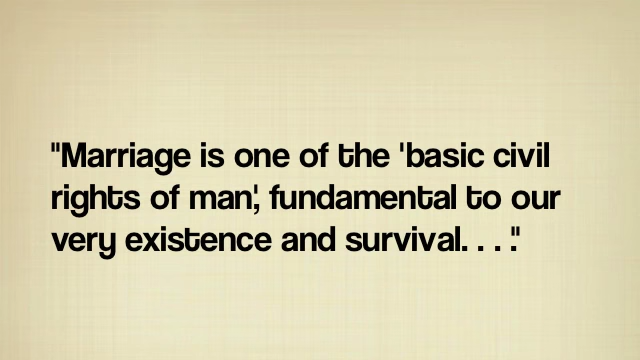 "Marriage is one of the 'basic civil
rights of man', fundamental to our
very existence and survival. . . ."